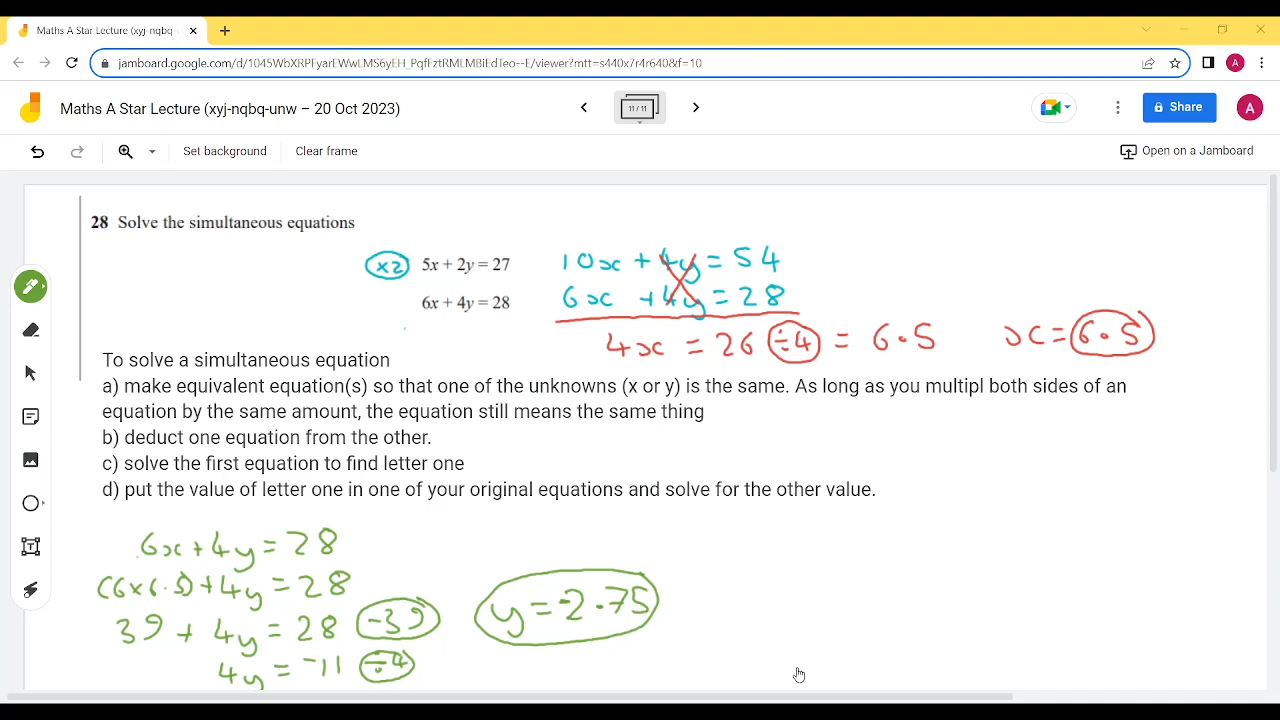 Maths A Star Lecture (xyj-nqbq-
jamboard.google.com/d/1045WbXRPFyarEWwLMS6yEH_PqfFztRMLMBiEdTeo--E/viewer?mtt=s440x7r4r640&f=10
A
Maths A Star Lecture (xyj-nqbq-unw – 20 Oct 2023)
11 / 11
Share
A
Set background
Clear frame
Open on a Jamboard
28 Solve the simultaneous equations
×2 5x + 2y = 27
10x + 4y = 54
6x + 4y = 28
6x + 4y = 28
4x = 26 ÷4 = 6.5 x = 6.5
To solve a simultaneous equation
a) make equivalent equation(s) so that one of the unknowns (x or y) is the same. As long as you multipl both sides of an
equation by the same amount, the equation still means the same thing
b) deduct one equation from the other.
c) solve the first equation to find letter one
d) put the value of letter one in one of your original equations and solve for the other value.
6x + 4y = 28
(6×6.5) + 4y = 28
39 + 4y = 28 -39
4y = -11 ÷4
y = -2.75